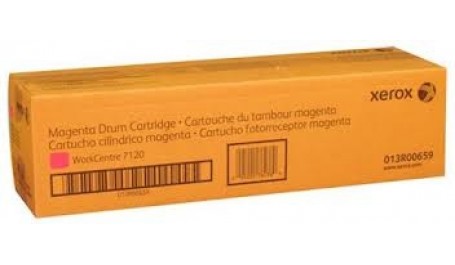 Magenta Drum Cartridge • Cartouche du tambour magenta
Cartucho cilíndrico magenta • Cartucho fotorreceptor magenta
WorkCentre 7120
xerox
013R00659
www.xerox.com